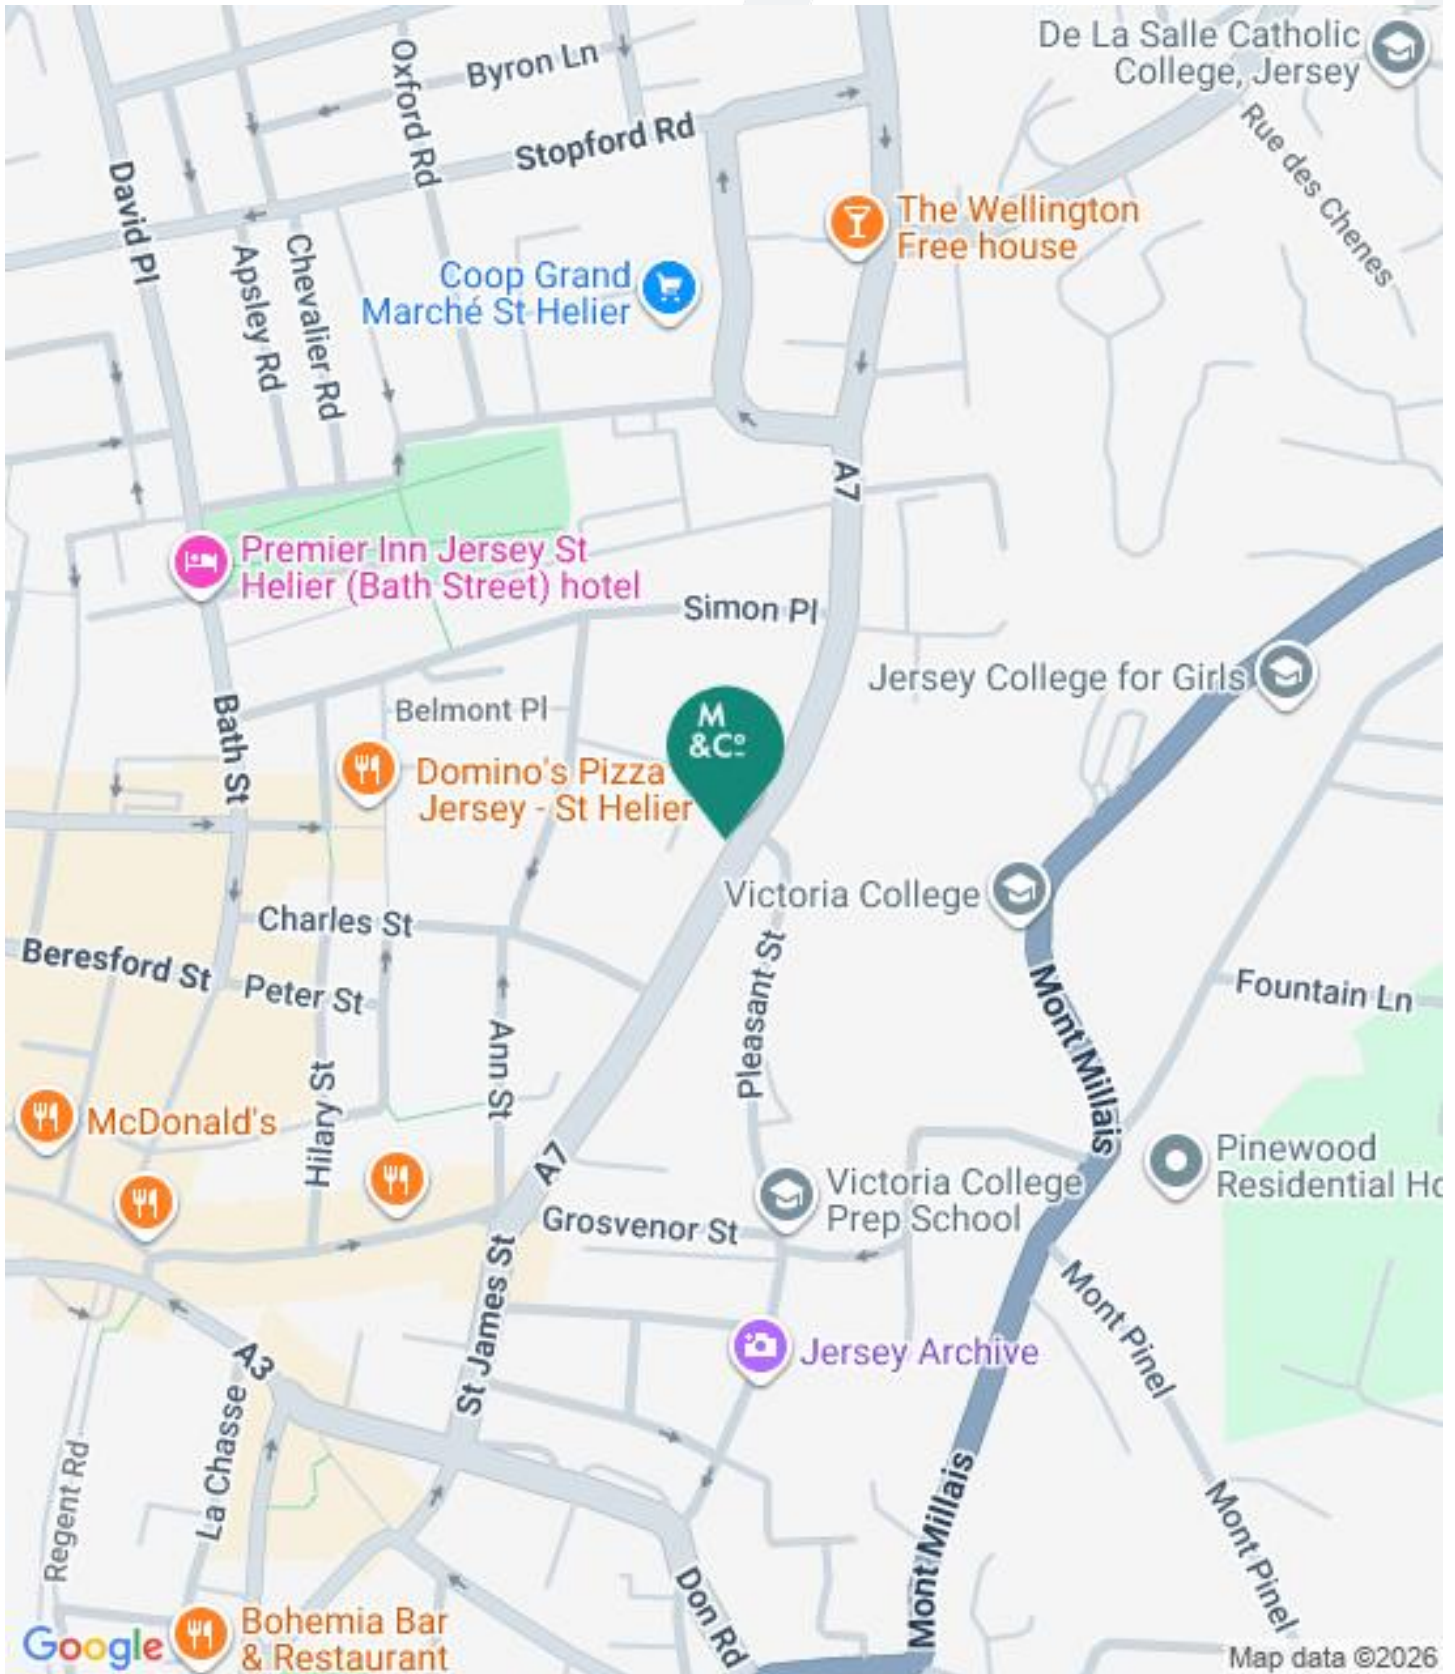 De La Salle Catholic
College, Jersey
Byron Ln
Oxford Rd
Stopford Rd
Rue des Chenes
David Pl
The Wellington
Free house
Apsley Rd
Chevalier Rd
Coop Grand
Marché St Helier
A7
Premier Inn Jersey St
Helier (Bath Street) hotel
Simon Pl
Jersey College for Girls
Bath St
Belmont Pl
M
&Cº
Domino's Pizza
Jersey - St Helier
Victoria College
Charles St
Beresford St
Peter St
Pleasant St
Fountain Ln
Mont Millais
Ann St
Hilary St
McDonald's
A7
Pinewood
Residential Ho
Victoria College
Prep School
Grosvenor St
St James St
Mont Pinel
Jersey Archive
A3
La Chasse
Regent Rd
Mont Millais
Mont Pinel
Don Rd
Bohemia Bar
& Restaurant
Google
Map data ©2026